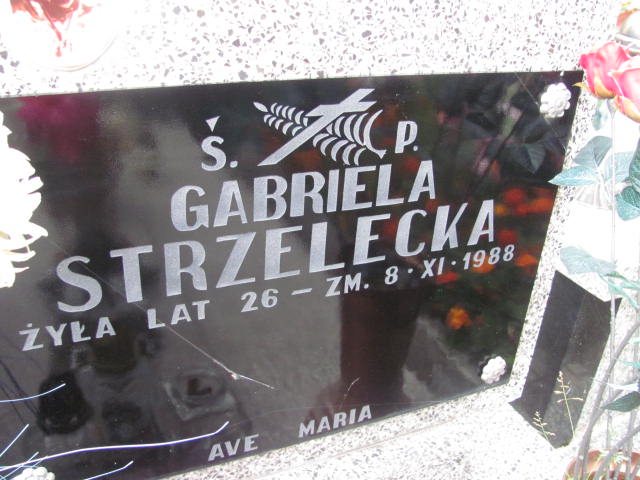 Ś. P.
GABRIELA
STRZELECKA
ŻYŁA LAT 26 – ZM. 8·XI·1988
AVE MARIA